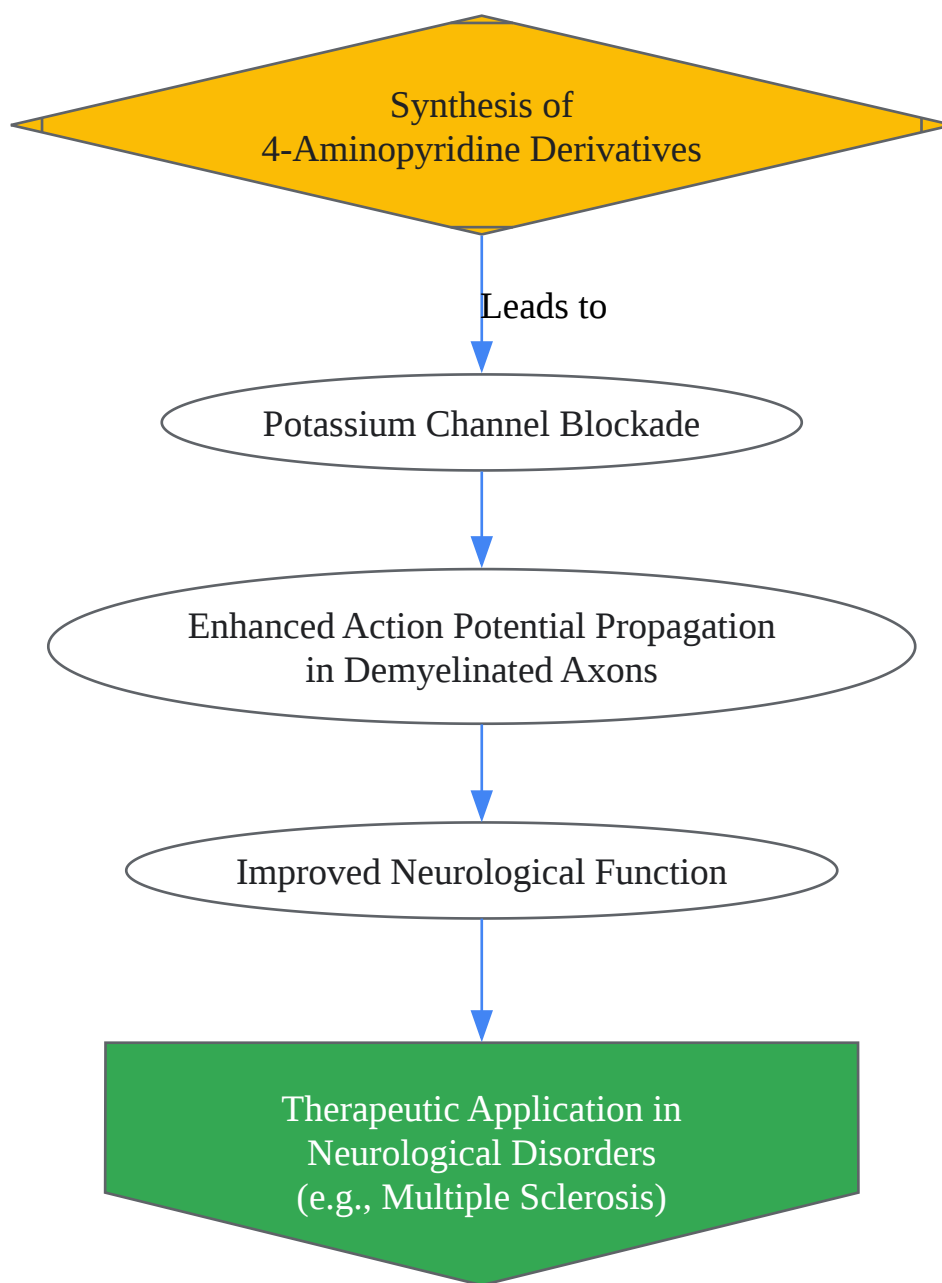 Synthesis of
4-Aminopyridine Derivatives
Leads to
Potassium Channel Blockade
Enhanced Action Potential Propagation
in Demyelinated Axons
Improved Neurological Function
Therapeutic Application in
Neurological Disorders
(e.g., Multiple Sclerosis)